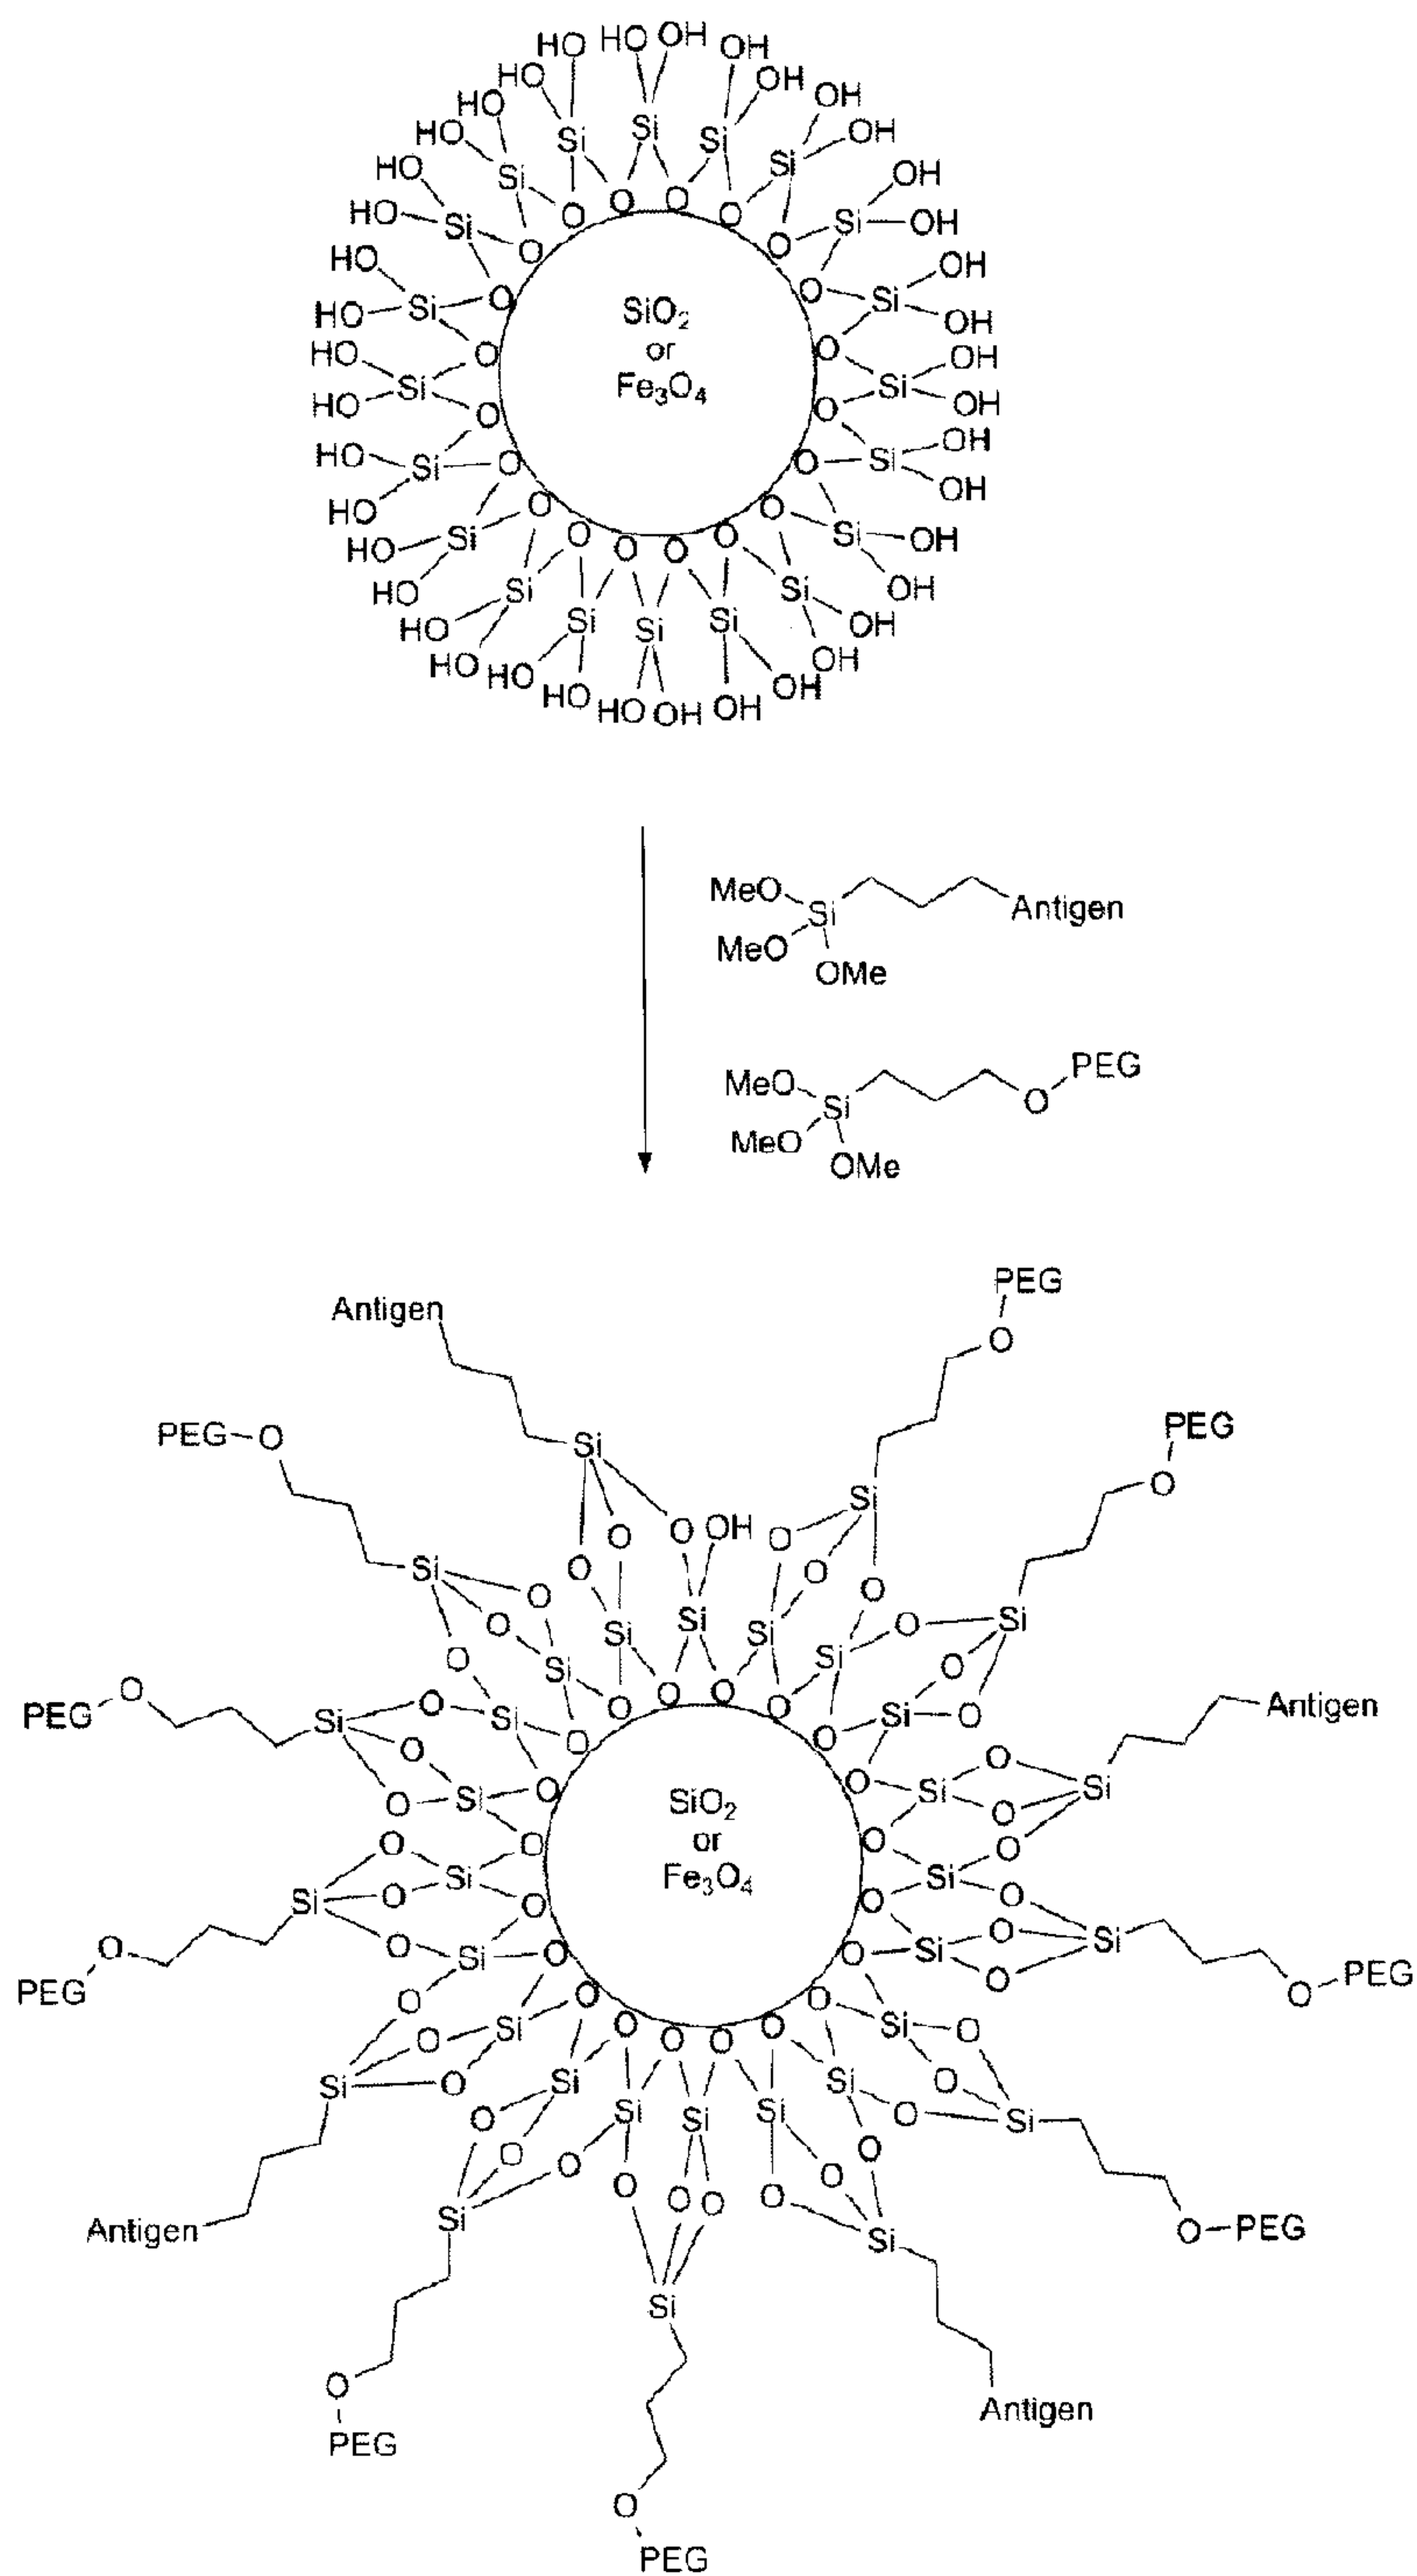 HO HO OH OH
HO OH
HO OH
HO Si Si Si OH
HO Si Si OH
HO Si O O O O Si OH
HO O O OH
HO Si O SiO₂ O Si OH
HO O or O OH
HO Si Fe₃O₄ Si OH
O O
HO Si O O Si OH
HO O O OH
HO Si O O O O Si OH
HO Si Si OH
HO Si Si Si OH
HO HO OH OH
HO HO OH OH
MeO Si Antigen
MeO
OMe
PEG
MeO Si O
MeO
OMe
PEG
Antigen O
PEG O Si PEG
Si O
O O OH O
Si O O O O
O O Si Si Si O Si
O Si Si O
PEG O Si O Si O O O O O Si O Antigen
O O O O
O Si O O Si O Si
O O SiO₂ O O
O Si or Si O
Si O O Fe₃O₄ O O
O O Si O O Si O Si
PEG O O O O O PEG
O Si O O O O O O Si O
Si O Si Si O
O Si Si Si O Si
O O O O
Antigen Si O O O O Si O PEG
Si
O Antigen
PEG
O
PEG